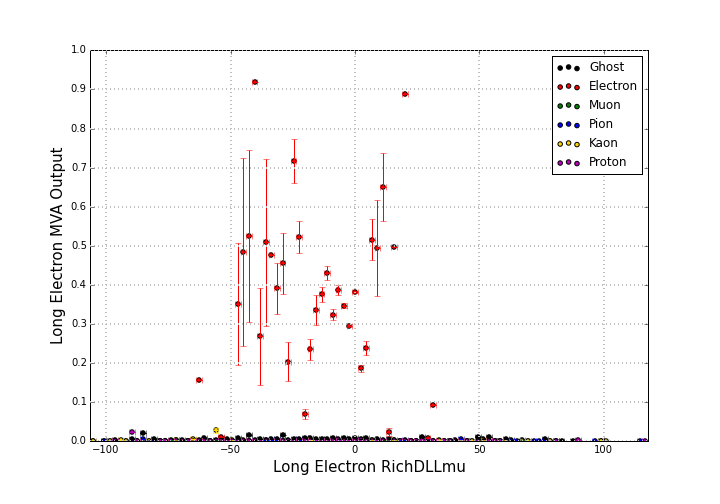 1.0
0.9
0.8
0.7
0.6
0.5
0.4
0.3
0.2
0.1
0.0
Long Electron MVA Output
Ghost
Electron
Muon
Pion
Kaon
Proton
−100
−50
0
50
100
Long Electron RichDLLmu